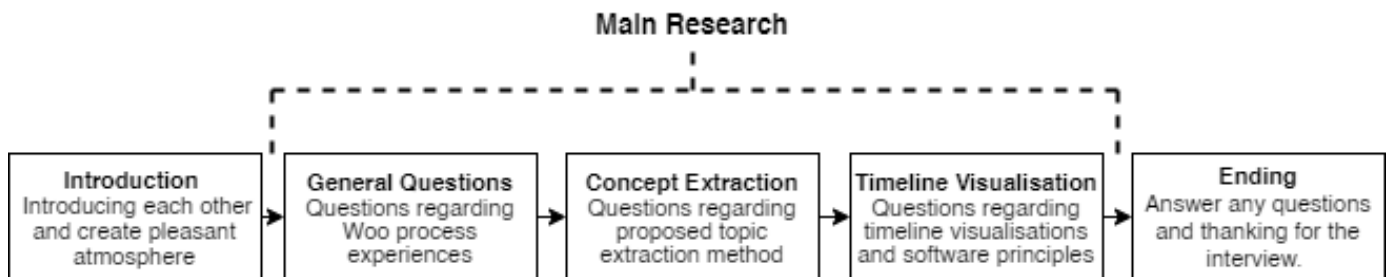 Main Research
Introduction
Introducing each other
and create pleasant
atmosphere
General Questions
Questions regarding
Woo process
experiences
Concept Extraction
Questions regarding
proposed topic
extraction method
Timeline Visualisation
Questions regarding
timeline visualisations
and software principles
Ending
Answer any questions
and thanking for the
interview.